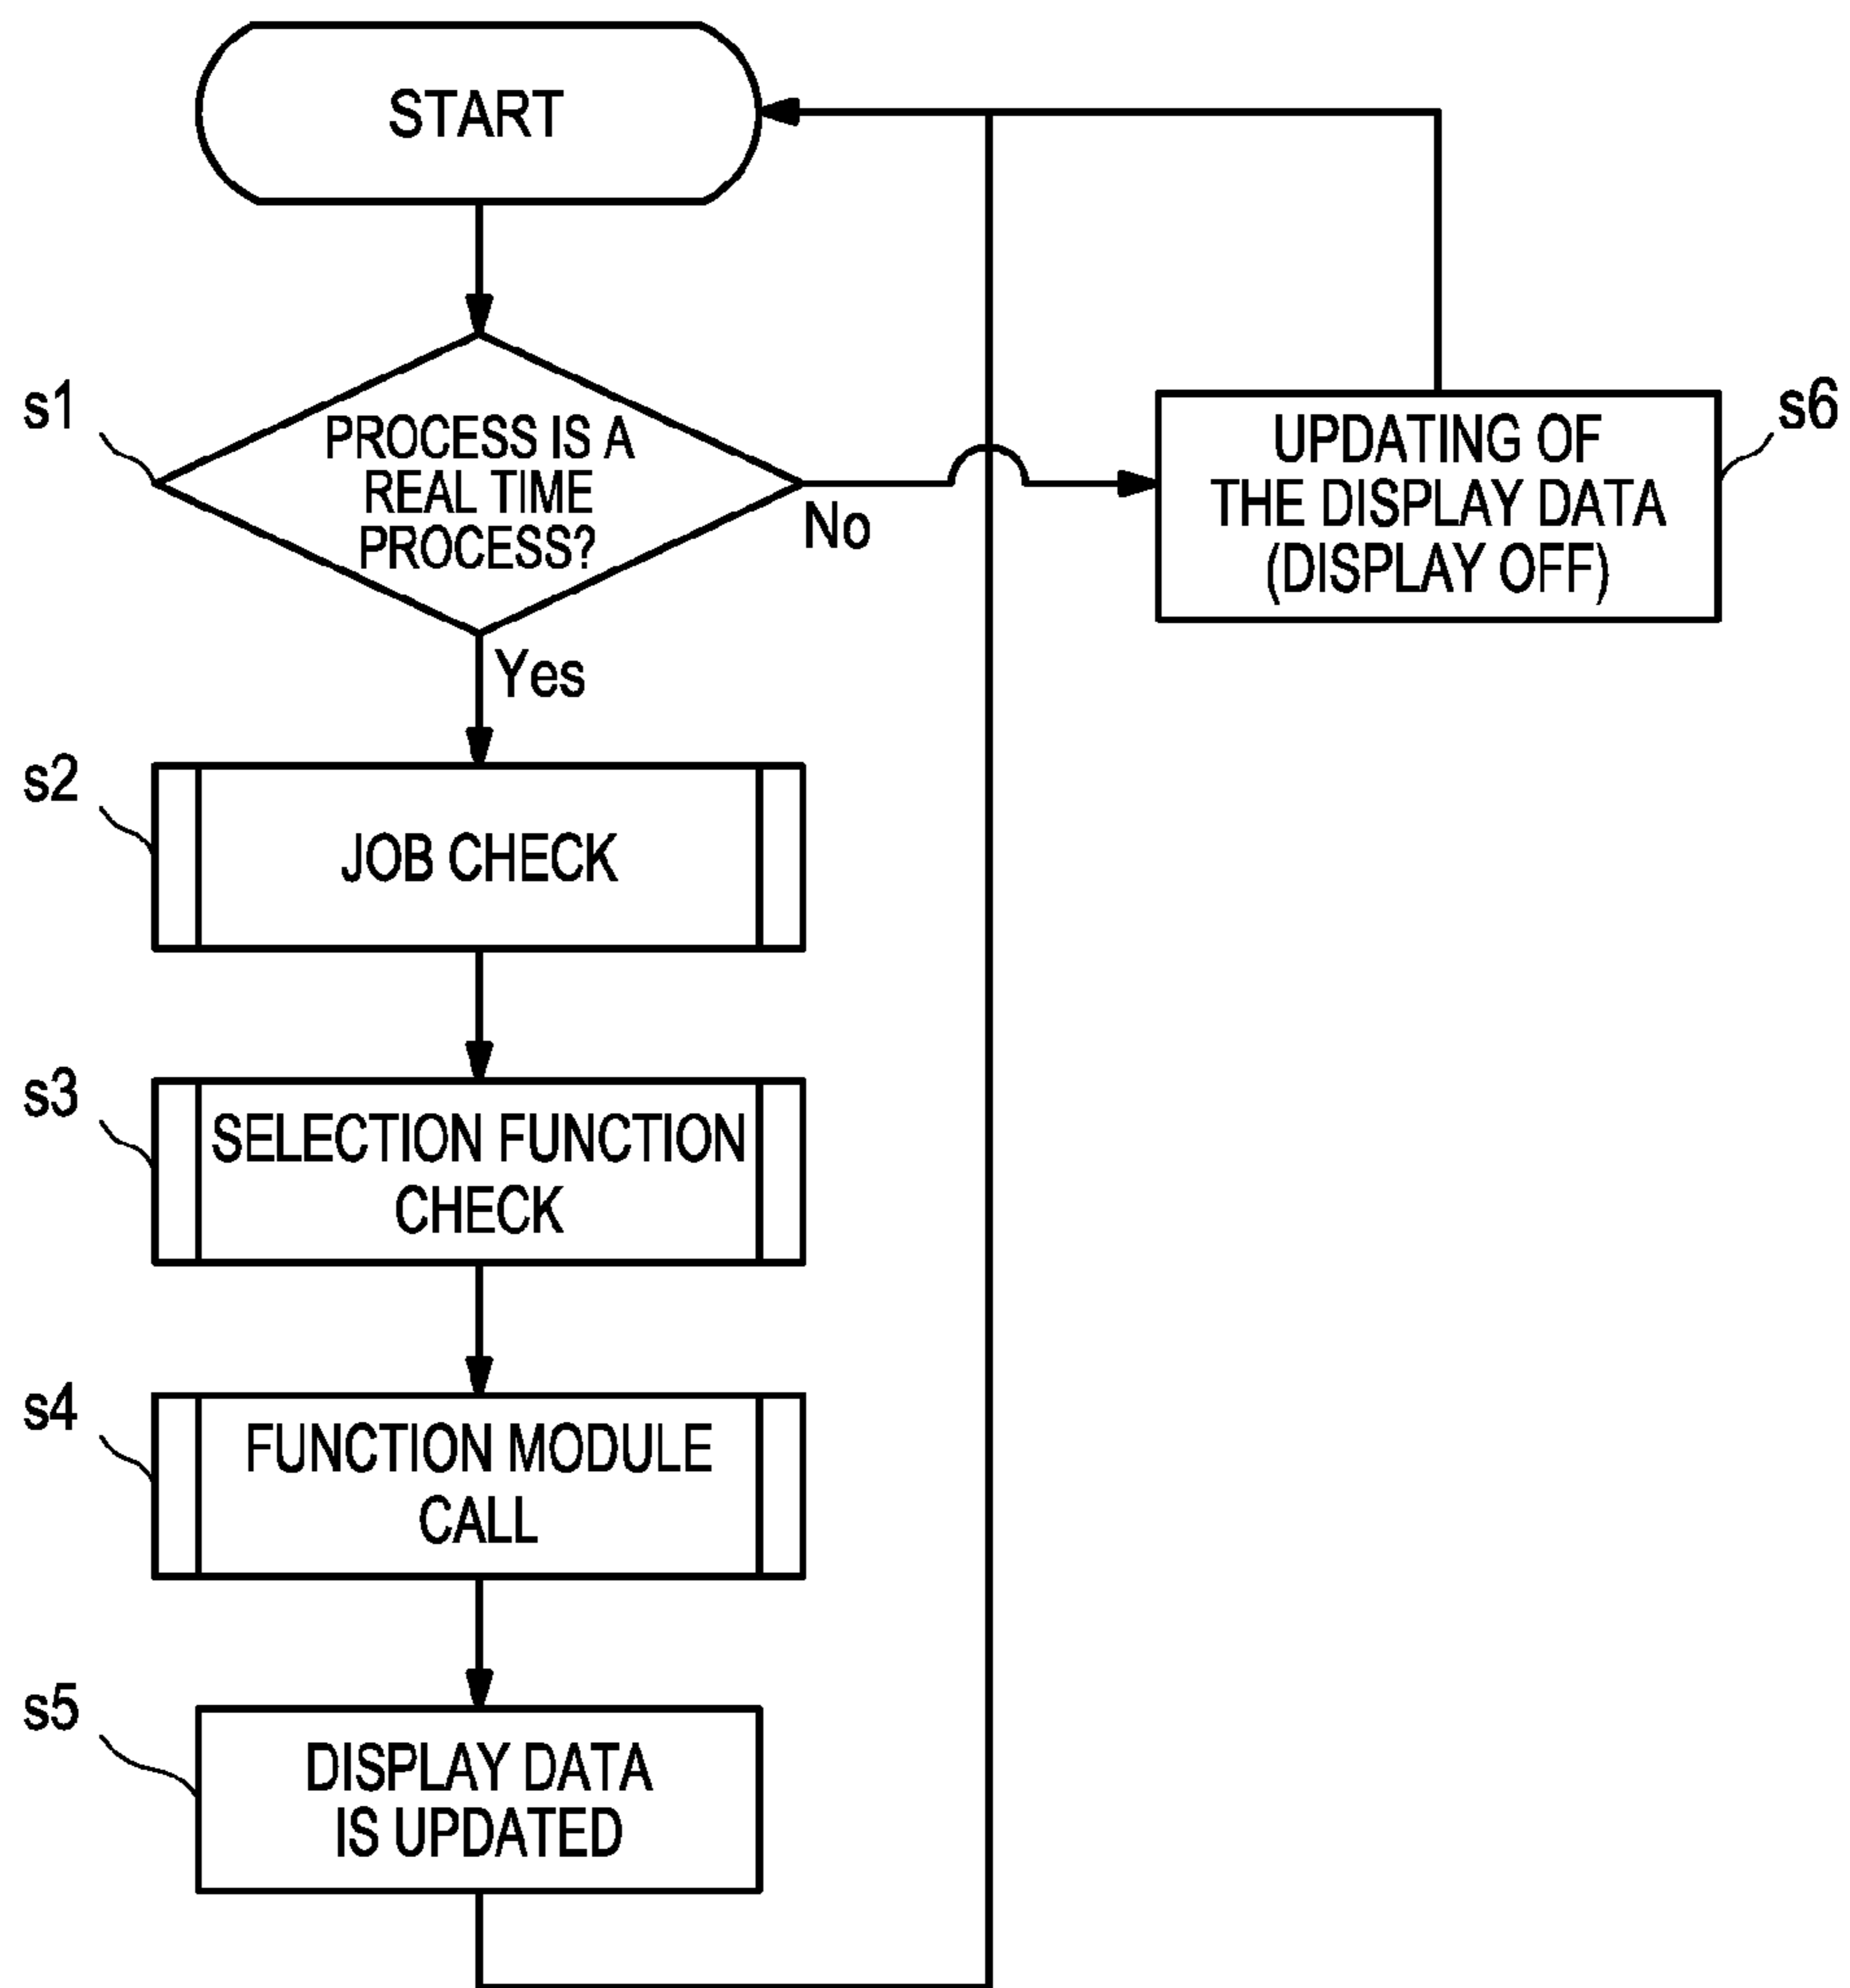 START
s1
PROCESS IS A
REAL TIME
PROCESS?
No
Yes
UPDATING OF
THE DISPLAY DATA
(DISPLAY OFF)
s6
s2
JOB CHECK
s3
SELECTION FUNCTION
CHECK
s4
FUNCTION MODULE
CALL
s5
DISPLAY DATA
IS UPDATED